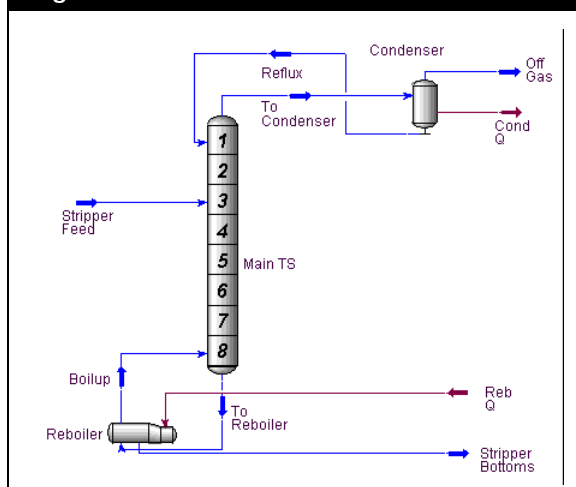 Condenser
Reflux
Off
Gas
To
Condenser
Cond
Q
1
2
3
4
5
6
7
8
Stripper
Feed
Main TS
Boilup
To
Reboiler
Reb
Q
Reboiler
Stripper
Bottoms